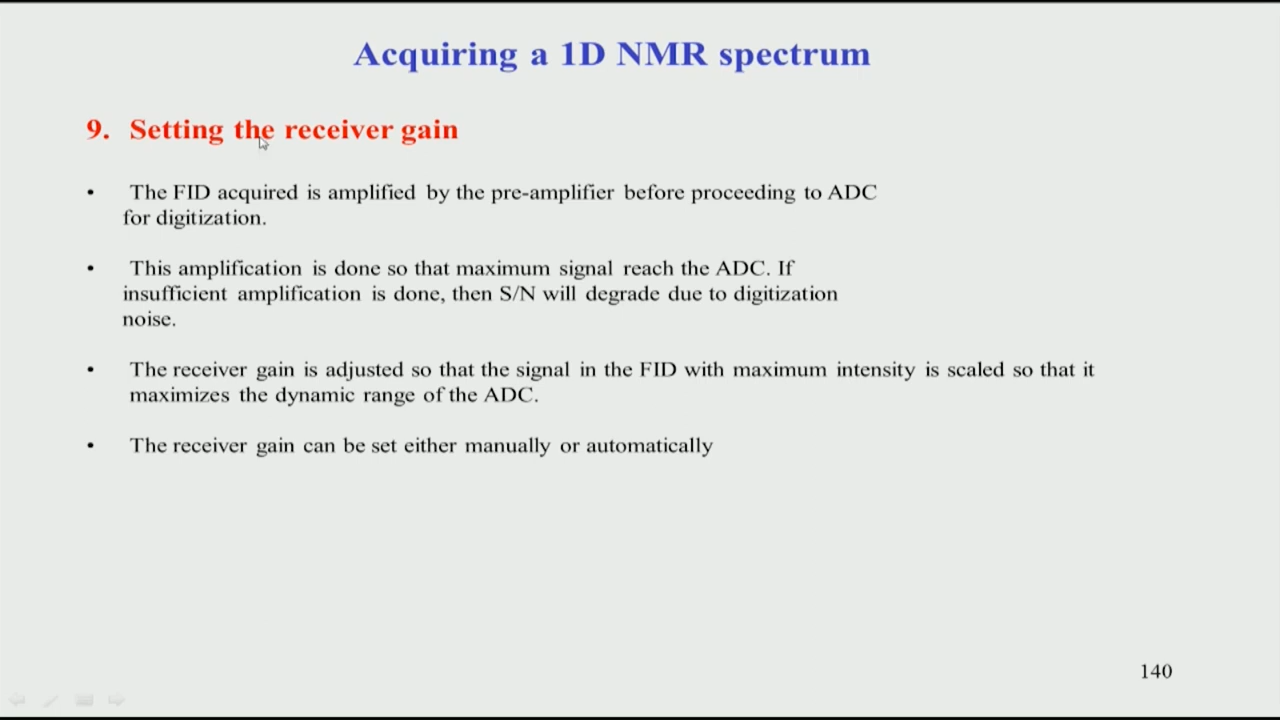 Acquiring a 1D NMR spectrum
9. Setting the receiver gain
• The FID acquired is amplified by the pre-amplifier before proceeding to ADC
for digitization.
• This amplification is done so that maximum signal reach the ADC. If
insufficient amplification is done, then S/N will degrade due to digitization
noise.
• The receiver gain is adjusted so that the signal in the FID with maximum intensity is scaled so that it
maximizes the dynamic range of the ADC.
• The receiver gain can be set either manually or automatically
140